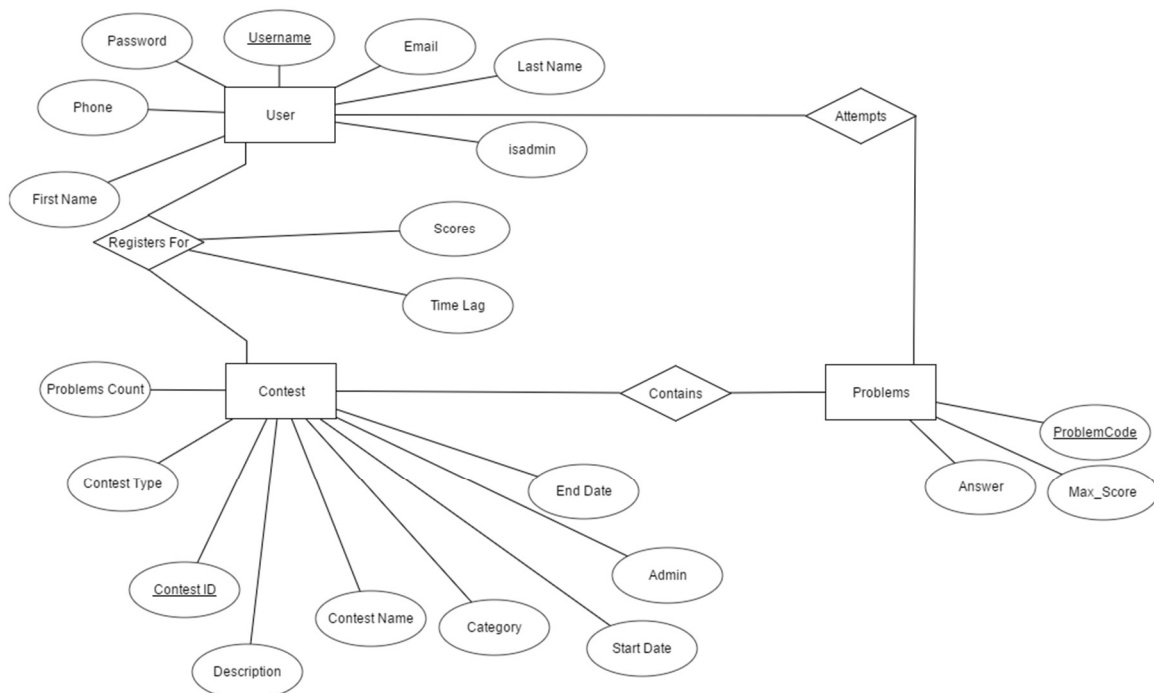 Username
Password
Email
Last Name
Phone
User
Attempts
isadmin
First Name
Scores
Registers For
Time Lag
Problems Count
Contest
Contains
Problems
ProblemCode
Contest Type
End Date
Answer
Max_Score
Admin
Contest ID
Contest Name
Category
Start Date
Description